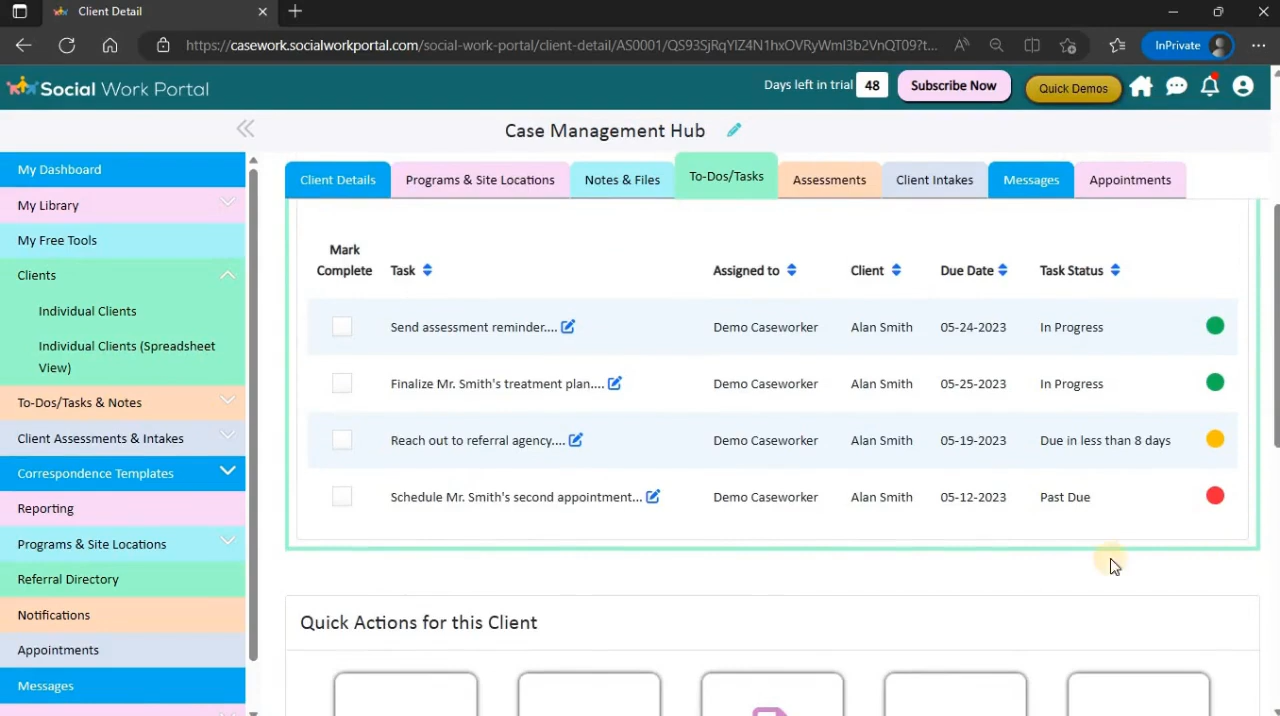 Client Detail
https://casework.socialworkportal.com/social-work-portal/client-detail/AS0001/QS93SjRqYlZ4N1hxOVRyWml3b2VnQT09?t...
InPrivate
Social Work Portal
Days left in trial 48
Subscribe Now
Quick Demos
Case Management Hub
My Dashboard
My Library
My Free Tools
Clients
Individual Clients
Individual Clients (Spreadsheet
View)
To-Dos/Tasks & Notes
Client Assessments & Intakes
Correspondence Templates
Reporting
Programs & Site Locations
Referral Directory
Notifications
Appointments
Messages
Client Details Programs & Site Locations Notes & Files To-Dos/Tasks Assessments Client Intakes Messages Appointments
Mark
Complete Task Assigned to Client Due Date Task Status
Send assessment reminder.... Demo Caseworker Alan Smith 05-24-2023 In Progress
Finalize Mr. Smith's treatment plan.... Demo Caseworker Alan Smith 05-25-2023 In Progress
Reach out to referral agency.... Demo Caseworker Alan Smith 05-19-2023 Due in less than 8 days
Schedule Mr. Smith's second appointment... Demo Caseworker Alan Smith 05-12-2023 Past Due
Quick Actions for this Client